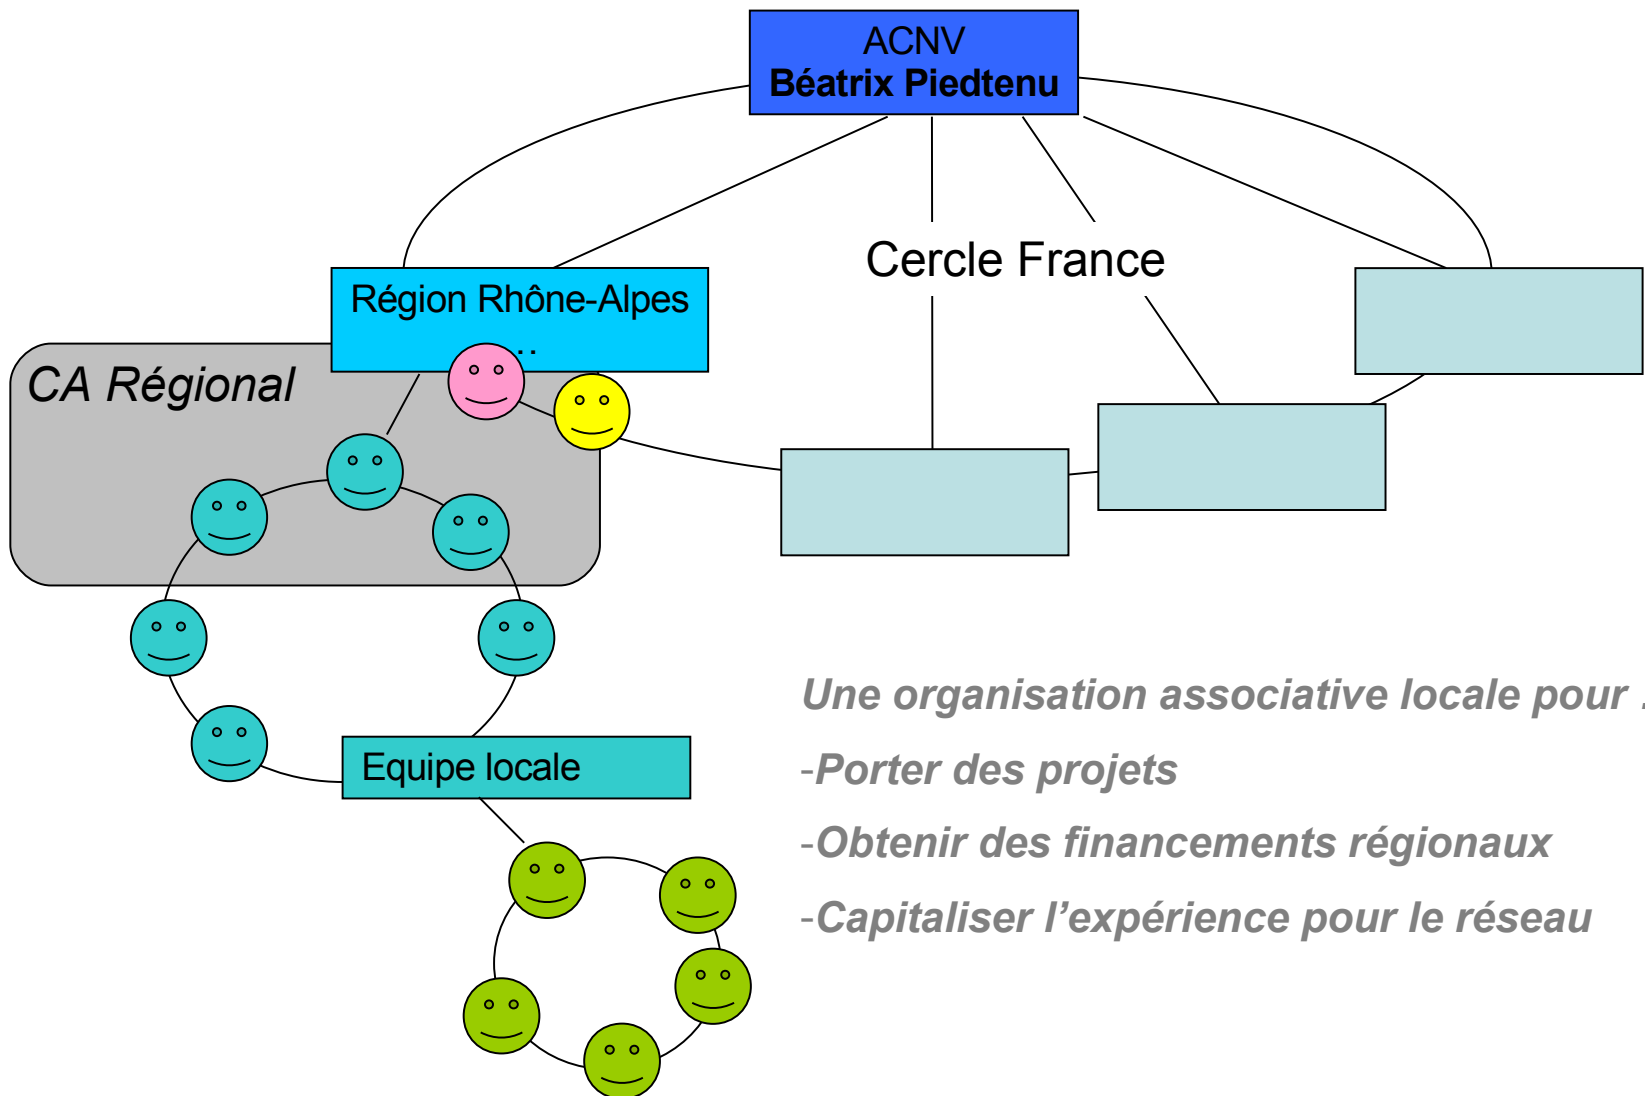 ACNV
Béatrix Piedtenu
Cercle France
Région Rhône-Alpes
..
CA Régional
Une organisation associative locale pour .
-Porter des projets
Equipe locale
-Obtenir des financements régionaux
-Capitaliser l’expérience pour le réseau